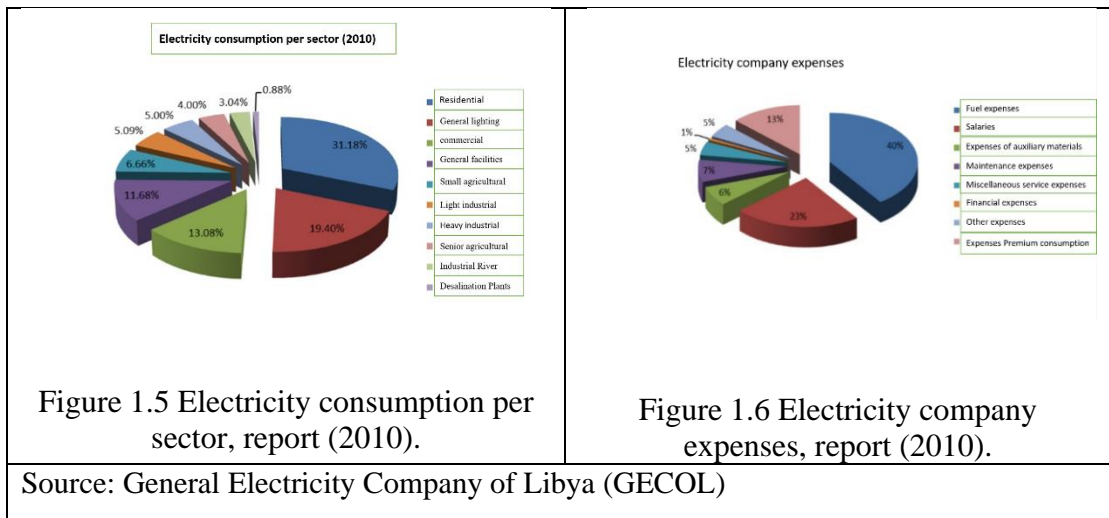 Electricity consumption per sector (2010)
0.88%
3.04%
4.00%
5.00%
5.09%
6.66%
11.68%
13.08%
19.40%
31.18%
Residential
General lighting
commercial
General facilities
Small agricultural
Light industrial
Heavy industrial
Senior agricultural
Industrial River
Desalination Plants
Figure 1.5 Electricity consumption per
sector, report (2010).
Electricity company expenses
13%
5%
1%
5%
7%
6%
23%
40%
Fuel expenses
Salaries
Expenses of auxiliary materials
Maintenance expenses
Miscellaneous service expenses
Financial expenses
Other expenses
Expenses Premium consumption
Figure 1.6 Electricity company
expenses, report (2010).
Source: General Electricity Company of Libya (GECOL)